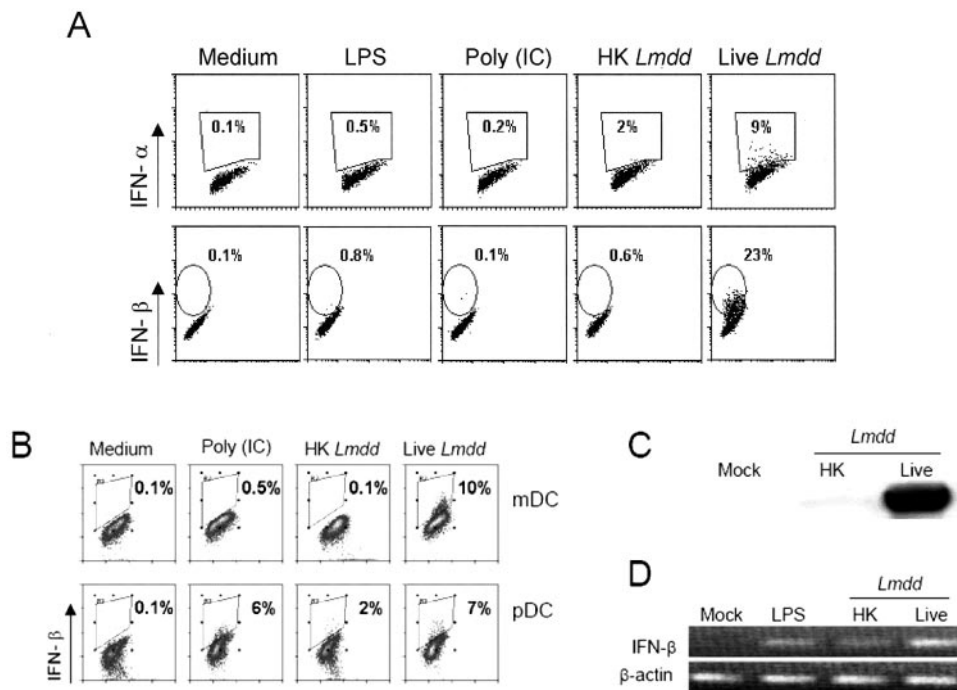 A
Medium LPS Poly (IC) HK Lmdd Live Lmdd
IFN- α
0.1% 0.5% 0.2% 2% 9%
IFN- β
0.1% 0.8% 0.1% 0.6% 23%
B
Medium Poly (IC) HK Lmdd Live Lmdd
0.1% 0.5% 0.1% 10% mDC
0.1% 6% 2% 7% pDC
IFN- β
C
Lmdd
Mock HK Live
D
Lmdd
Mock LPS HK Live
IFN-β
β-actin